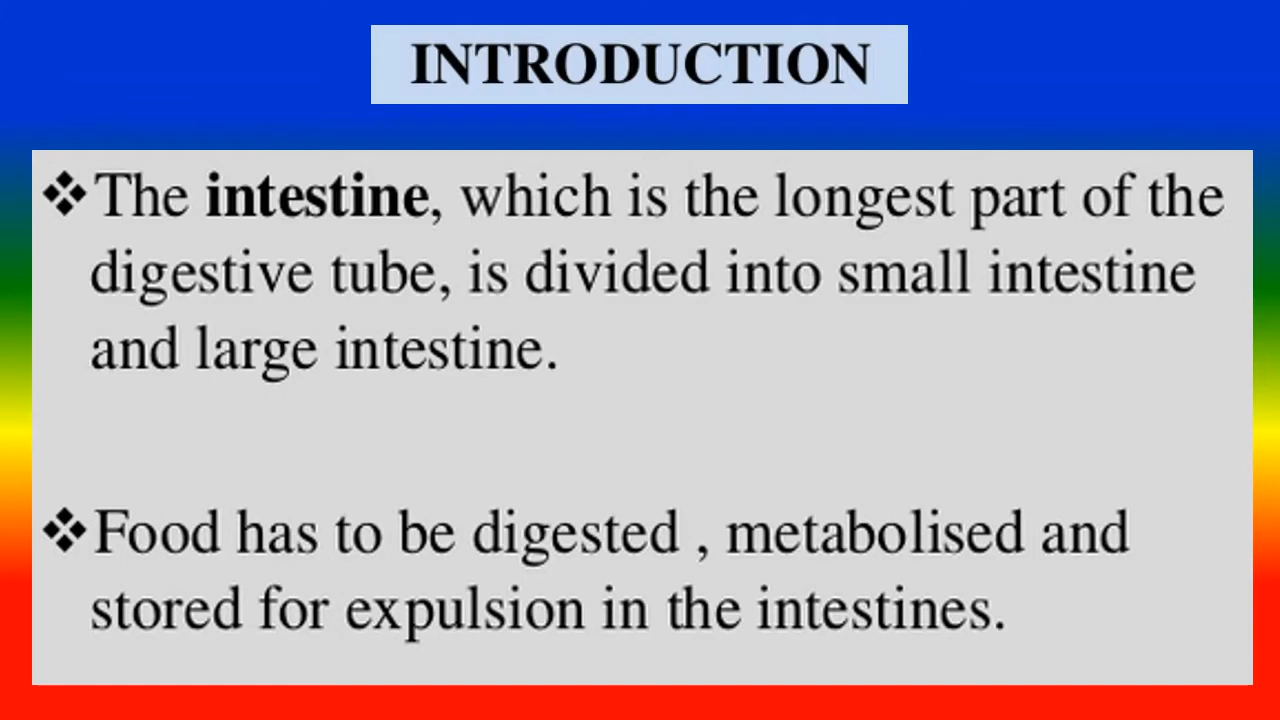 INTRODUCTION
❖The intestine, which is the longest part of the
digestive tube, is divided into small intestine
and large intestine.
❖Food has to be digested , metabolised and
stored for expulsion in the intestines.